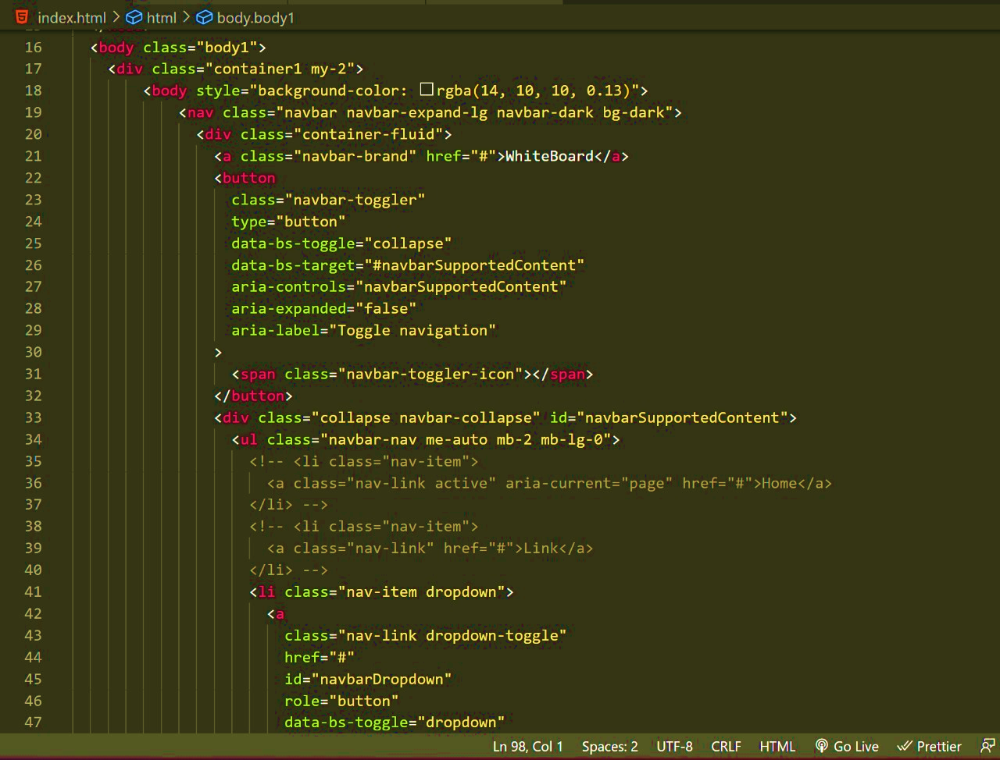 index.html > html > body.body1
16 <body class="body1">
17 <div class="container1 my-2">
18 <body style="background-color: rgba(14, 10, 10, 0.13)">
19 <nav class="navbar navbar-expand-lg navbar-dark bg-dark">
20 <div class="container-fluid">
21 <a class="navbar-brand" href="#">WhiteBoard</a>
22 <button
23 class="navbar-toggler"
24 type="button"
25 data-bs-toggle="collapse"
26 data-bs-target="#navbarSupportedContent"
27 aria-controls="navbarSupportedContent"
28 aria-expanded="false"
29 aria-label="Toggle navigation"
30 >
31 <span class="navbar-toggler-icon"></span>
32 </button>
33 <div class="collapse navbar-collapse" id="navbarSupportedContent">
34 <ul class="navbar-nav me-auto mb-2 mb-lg-0">
35 <!-- <li class="nav-item">
36 <a class="nav-link active" aria-current="page" href="#">Home</a>
37 </li> -->
38 <!-- <li class="nav-item">
39 <a class="nav-link" href="#">Link</a>
40 </li> -->
41 <li class="nav-item dropdown">
42 <a
43 class="nav-link dropdown-toggle"
44 href="#"
45 id="navbarDropdown"
46 role="button"
47 data-bs-toggle="dropdown"
Ln 98, Col 1 Spaces: 2 UTF-8 CRLF HTML Go Live Prettier